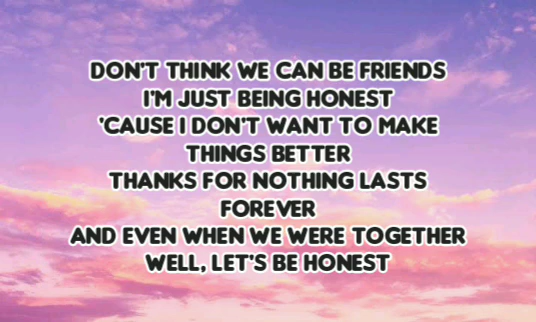 DON'T THINK WE CAN BE FRIENDS
I'M JUST BEING HONEST
'CAUSE I DON'T WANT TO MAKE
THINGS BETTER
THANKS FOR NOTHING LASTS
FOREVER
AND EVEN WHEN WE WERE TOGETHER
WELL, LET'S BE HONEST